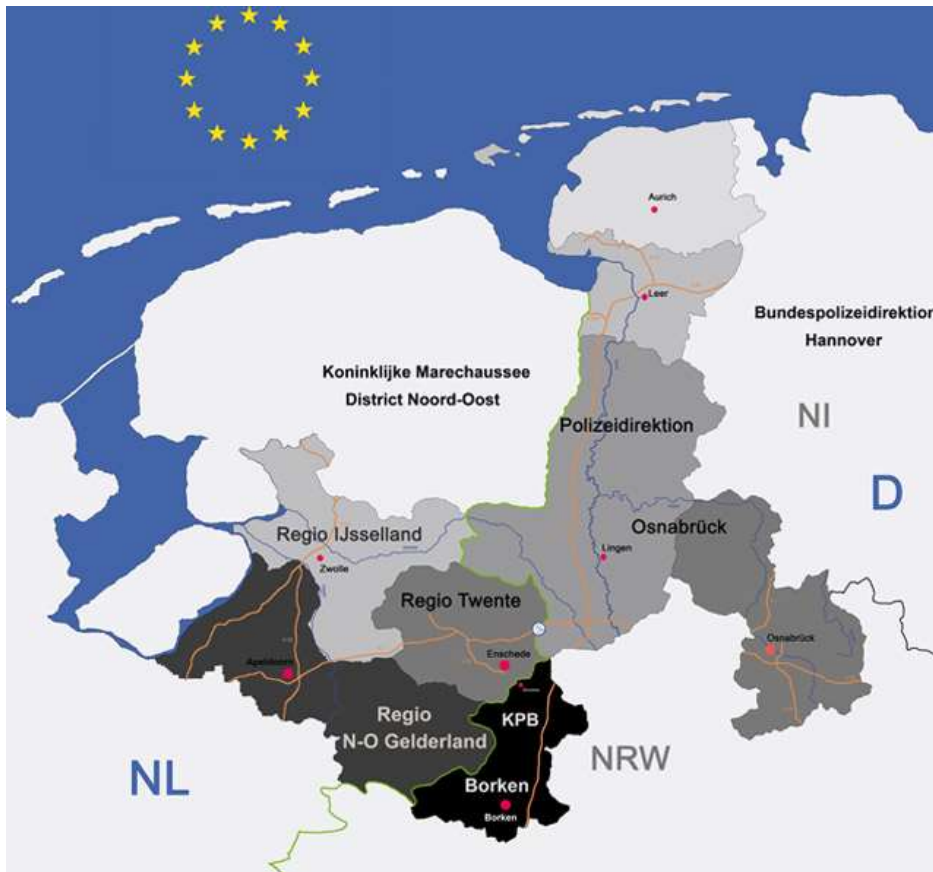 Aurich
Leer
Bundespolizeidirektion
Hannover
Koninklijke Marechaussee
District Noord-Oost
NI
Polizeidirektion
D
Regio IJsselland
Osnabrück
Zwolle
Lingen
Regio Twente
Enschede
Osnabrück
Apeldoorn
Regio
N-O Gelderland
KPB
NRW
NL
Borken
Borken